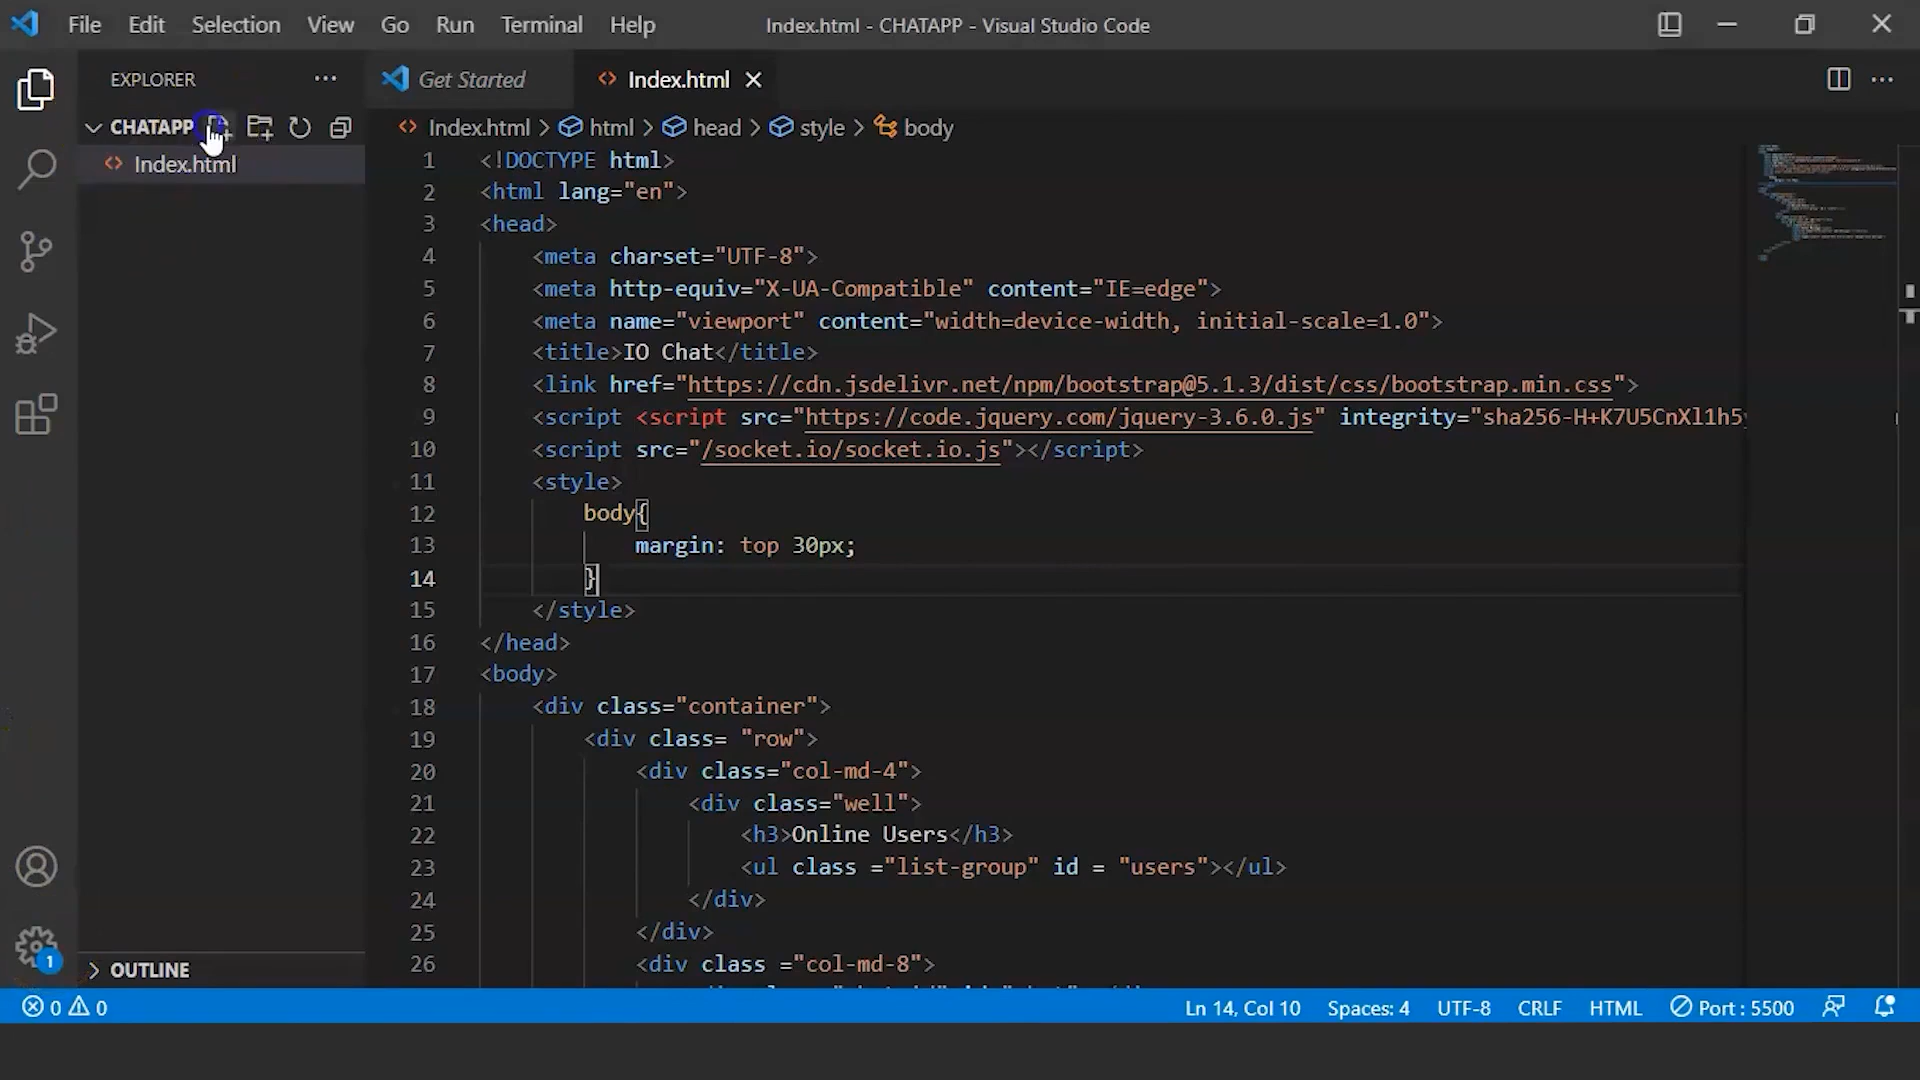 File Edit Selection View Go Run Terminal Help Index.html - CHATAPP - Visual Studio Code
EXPLORER
CHATAPP
Index.html
OUTLINE
Get Started Index.html
Index.html > html > head > style > body
1 <!DOCTYPE html>
2 <html lang="en">
3 <head>
4 <meta charset="UTF-8">
5 <meta http-equiv="X-UA-Compatible" content="IE=edge">
6 <meta name="viewport" content="width=device-width, initial-scale=1.0">
7 <title>IO Chat</title>
8 <link href="https://cdn.jsdelivr.net/npm/bootstrap@5.1.3/dist/css/bootstrap.min.css">
9 <script <script src="https://code.jquery.com/jquery-3.6.0.js" integrity="sha256-H+K7U5CnXl1h5
10 <script src="/socket.io/socket.io.js"></script>
11 <style>
12 body{
13 margin: top 30px;
14 }
15 </style>
16 </head>
17 <body>
18 <div class="container">
19 <div class= "row">
20 <div class="col-md-4">
21 <div class="well">
22 <h3>Online Users</h3>
23 <ul class ="list-group" id = "users"></ul>
24 </div>
25 </div>
26 <div class ="col-md-8">
0 0 Ln 14, Col 10 Spaces: 4 UTF-8 CRLF HTML Port : 5500
1